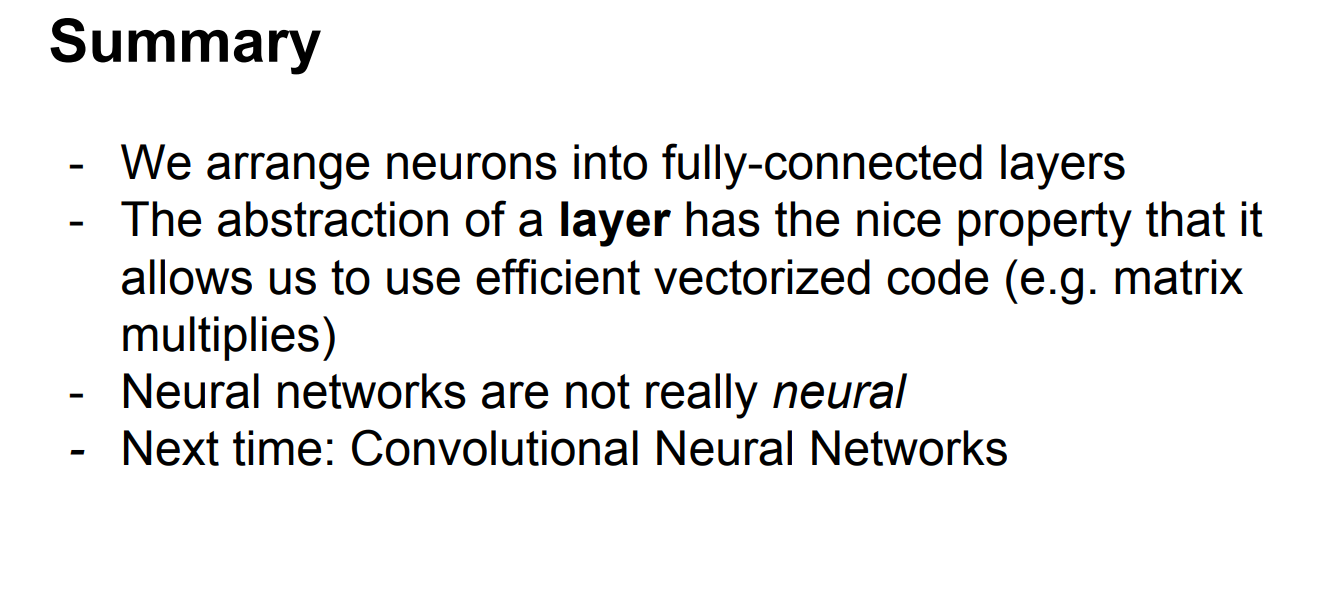 Summary
- We arrange neurons into fully-connected layers
- The abstraction of a layer has the nice property that it
allows us to use efficient vectorized code (e.g. matrix
multiplies)
- Neural networks are not really neural
- Next time: Convolutional Neural Networks